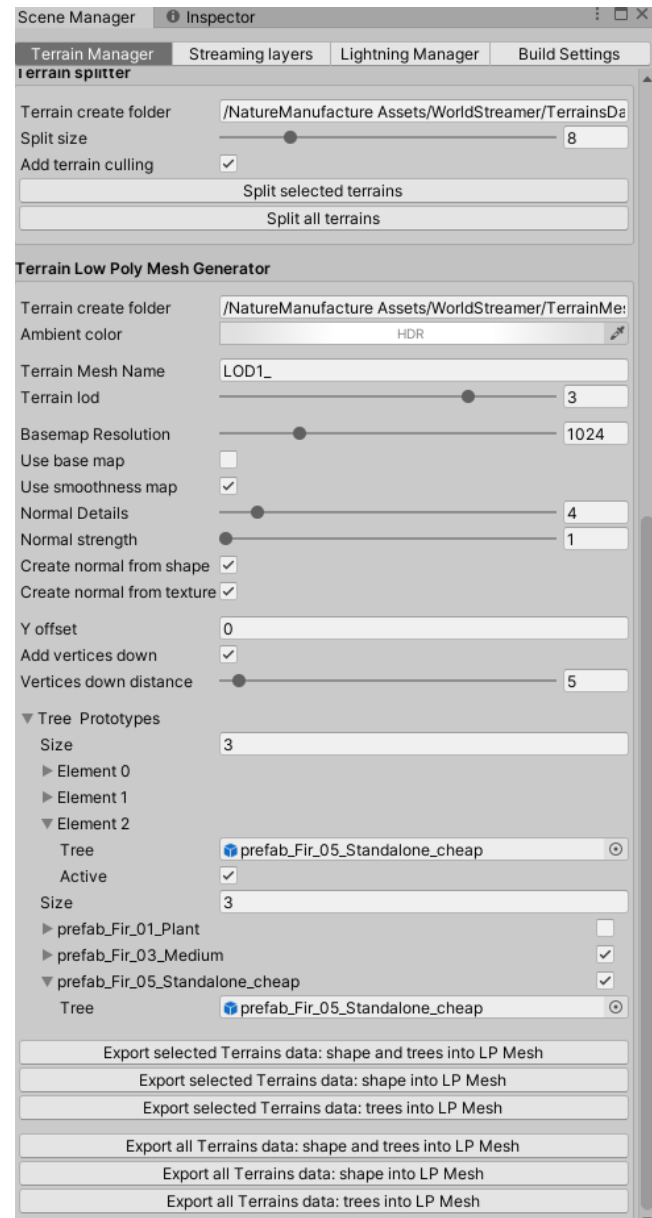 Scene Manager Inspector
Terrain Manager Streaming layers Lightning Manager Build Settings
Terrain splitter
Terrain create folder /NatureManufacture Assets/WorldStreamer/TerrainsDa
Split size 8
Add terrain culling
Split selected terrains
Split all terrains
Terrain Low Poly Mesh Generator
Terrain create folder /NatureManufacture Assets/WorldStreamer/TerrainMes
Ambient color HDR
Terrain Mesh Name LOD1_
Terrain lod 3
Basemap Resolution 1024
Use base map
Use smoothness map
Normal Details 4
Normal strength 1
Create normal from shape
Create normal from texture
Y offset 0
Add vertices down
Vertices down distance 5
Tree Prototypes
Size 3
Element 0
Element 1
Element 2
Tree prefab_Fir_05_Standalone_cheap
Active
Size 3
prefab_Fir_01_Plant
prefab_Fir_03_Medium
prefab_Fir_05_Standalone_cheap
Tree prefab_Fir_05_Standalone_cheap
Export selected Terrains data: shape and trees into LP Mesh
Export selected Terrains data: shape into LP Mesh
Export selected Terrains data: trees into LP Mesh
Export all Terrains data: shape and trees into LP Mesh
Export all Terrains data: shape into LP Mesh
Export all Terrains data: trees into LP Mesh